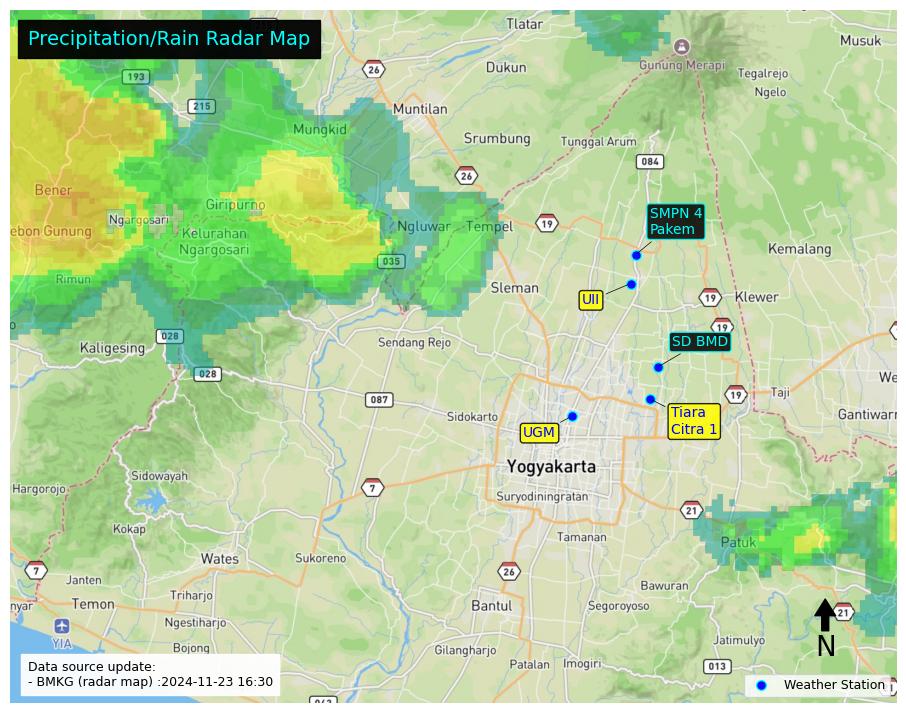 Precipitation/Rain Radar Map
Tlatar
Musuk
Gunung Merapi
Dukun
Tegalrejo
26
193
Ngelo
215
Muntilan
Mungkid
Srumbung
Tunggal Arum
084
26
Bener
Giripurno
SMPN 4
Pakem
Ngargosari
19
Ngluwar
Tempel
ebon Gunung
Kelurahan
Ngargosari
Kemalang
035
Rimun
Sleman
UII
19
Klewer
19
028
Kaligesing
Sendang Rejo
SD BMD
028
We
087
19
Taji
Sidokarto
Tiara
Citra 1
Gantiwarn
UGM
Yogyakarta
Sidowayah
Hargorojo
7
Suryodiningratan
21
Kokap
Tamanan
Patuk
Wates
Sukoreno
7
26
Janten
Bawuran
Triharjo
nyar
Temon
Bantul
Segoroyoso
21
Ngestiharjo
YIA
Jatimulyo
N
Bojong
Gilangharjo
Patalan
Imogiri
013
Data source update:
- BMKG (radar map) :2024-11-23 16:30
Weather Station